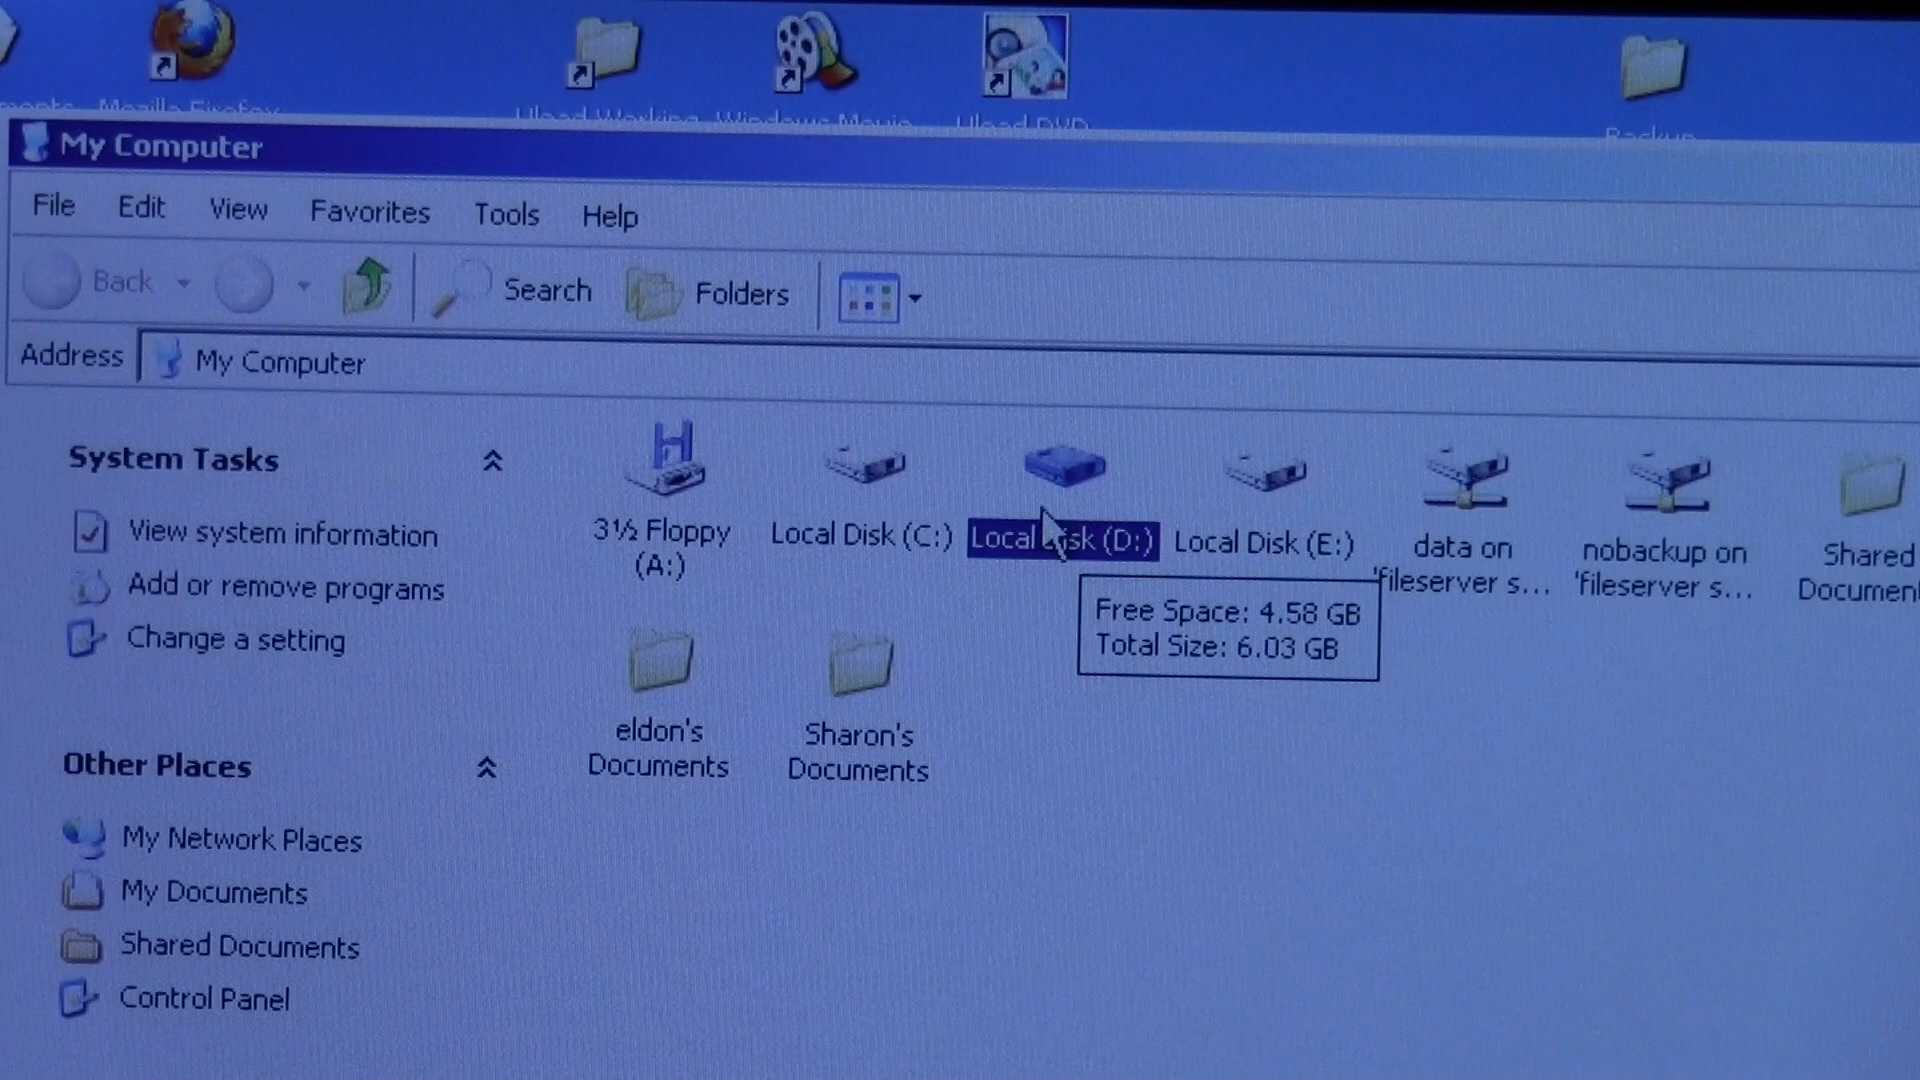 Mozilla Firefox
Ulead Working
Windows Movie
Ulead DVD
Backup
My Computer
File Edit View Favorites Tools Help
Back Search Folders
Address My Computer
System Tasks
View system information
Add or remove programs
Change a setting
Other Places
My Network Places
My Documents
Shared Documents
Control Panel
3½ Floppy
(A:)
Local Disk (C:)
Local Disk (D:)
Local Disk (E:)
data on
'fileserver s...
nobackup on
'fileserver s...
Shared
Free Space: 4.58 GB
Total Size: 6.03 GB
eldon's
Documents
Sharon's
Documents